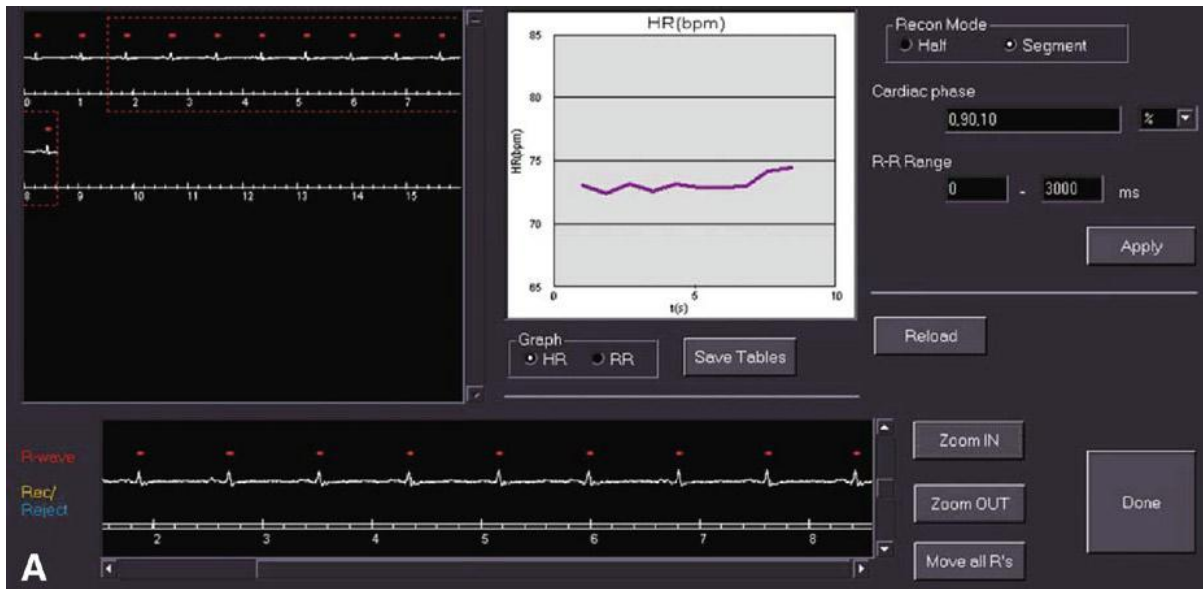 0 1 2 3 4 5 6 7
8 9 10 11 12 13 14 15
HR(bpm)
85
80
75
70
65
HR(bpm)
0 5 10
t(s)
Graph
HR RR
Save Tables
Recon Mode
Half Segment
Cardiac phase
0,90,10 %
R-R Range
0 - 3000 ms
Apply
Reload
R-wave
Rec/
Reject
2 3 4 5 6 7 8
Zoom IN
Zoom OUT
Move all R's
Done
A